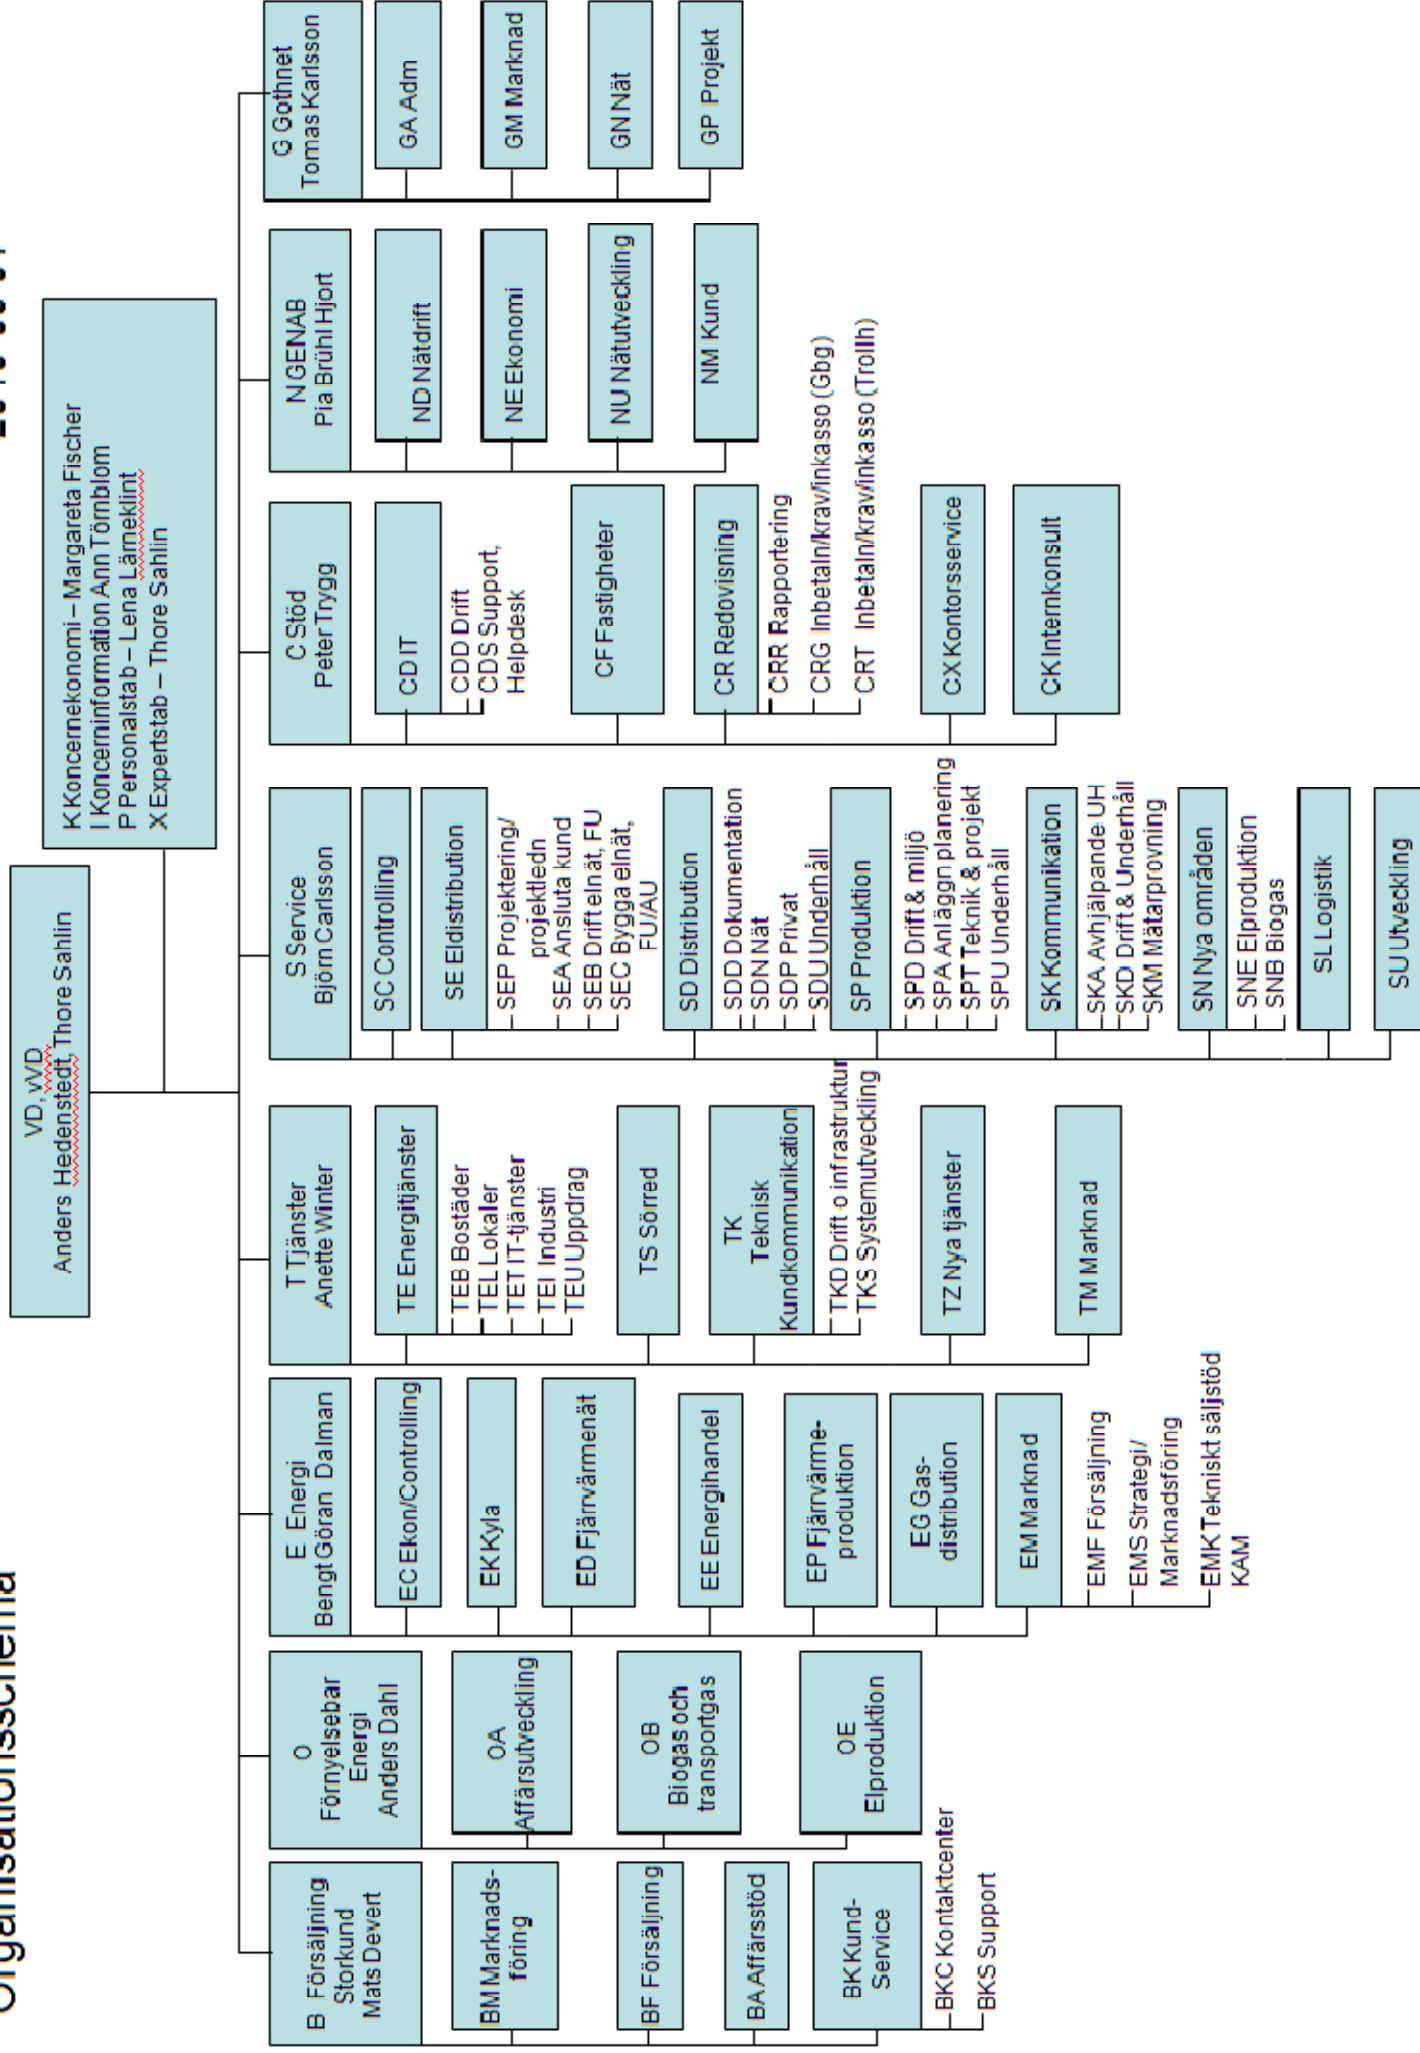 Organisationsschema
VD, vVD
Anders Hedenstedt, Thore Sahlin
K Koncernekonomi – Margareta Fischer
I Koncerninformation Ann Törnblom
P Personalstab – Lena Lärneklint
X Expertstab – Thore Sahlin
B Försäljning
Storkund
Mats Devert
BM Marknads-
föring
BF Försäljning
BA Affärsstöd
BK Kund-
Service
BKC Kontaktcenter
BKS Support
O
Förnyelsebar
Energi
Anders Dahl
OA
Affärsutveckling
OB
Biogas och
transportgas
OE
Elproduktion
E Energi
Bengt Göran Dalman
EC Ekon/Controlling
EK Kyla
ED Fjärrvärmenät
EE Energihandel
EP Fjärrvärme-
produktion
EG Gas-
distribution
EM Marknad
EMF Försäljning
EMS Strategi/
Marknadsföring
EMK Tekniskt säljstöd
KAM
T Tjänster
Anette Winter
TE Energitjänster
TEB Bostäder
TEL Lokaler
TET IT-tjänster
TEI Industri
TEU Uppdrag
TS Sörred
TK
Teknisk
Kundkommunikation
TKD Drift o infrastruktur
TKS Systemutveckling
TZ Nya tjänster
TM Marknad
S Service
Björn Carlsson
SC Controlling
SE Eldistribution
SEP Projektering/
projektledn
SEA Ansluta kund
SEB Drift elnät, FU
SEC Bygga elnät,
FU/AU
SD Distribution
SDD Dokumentation
SDN Nät
SDP Privat
SDU Underhåll
SP Produktion
SPD Drift & miljö
SPA Anläggn planering
SPT Teknik & projekt
SPU Underhåll
SK Kommunikation
SKA Avhjälpande UH
SKD Drift & Underhåll
SKM Mätarprovning
SN Nya områden
SNE Elproduktion
SNB Biogas
SL Logistik
SU Utveckling
C Stöd
Peter Trygg
CD IT
CDD Drift
CDS Support,
Helpdesk
CF Fastigheter
CR Redovisning
CRR Rapportering
CRG Inbetaln/krav/inkasso (Gbg)
CRT Inbetaln/krav/inkasso (Trollh)
CX Kontorsservice
CK Internkonsult
N GENAB
Pia Brühl Hjort
ND Nätdrift
NE Ekonomi
NU Nätutveckling
NM Kund
G Gothnet
Tomas Karlsson
GA Adm
GM Marknad
GN Nät
GP Projekt